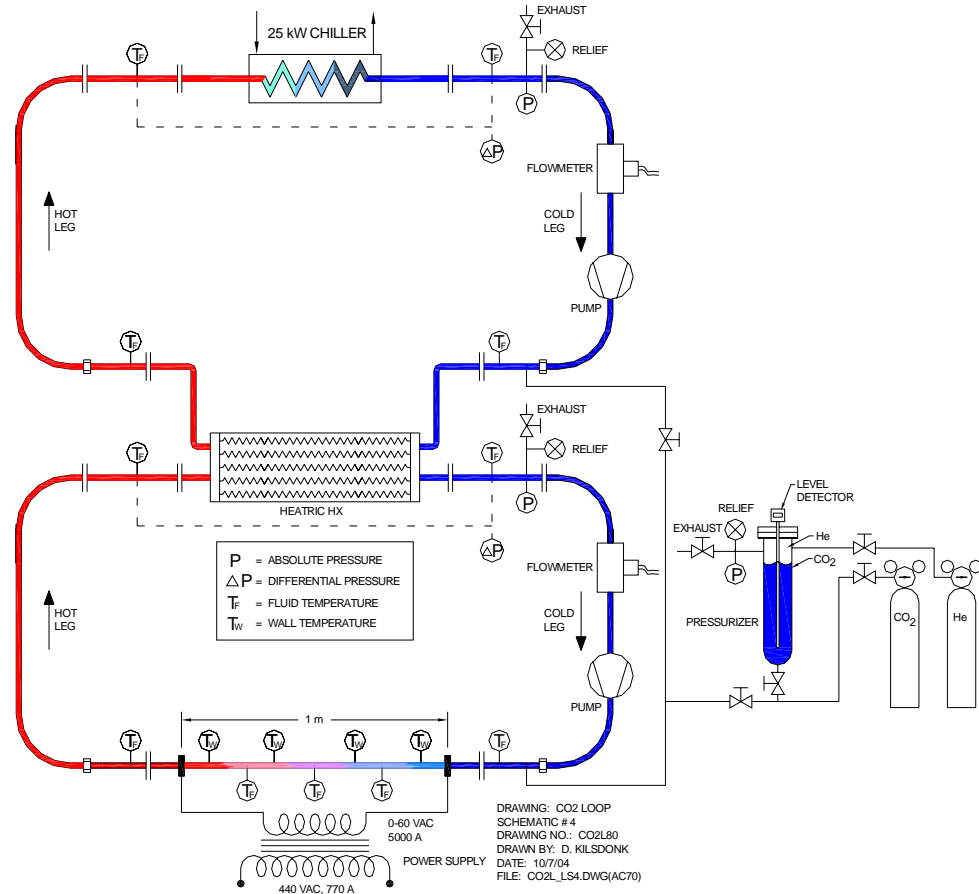 25 kW CHILLER
EXHAUST
RELIEF
TF
TF
P
ΔP
FLOWMETER
HOT
LEG
COLD
LEG
PUMP
TF
TF
EXHAUST
RELIEF
TF
TF
P
HEATRIC HX
ΔP
P = ABSOLUTE PRESSURE
ΔP = DIFFERENTIAL PRESSURE
TF = FLUID TEMPERATURE
TW = WALL TEMPERATURE
FLOWMETER
HOT
LEG
COLD
LEG
PUMP
LEVEL
DETECTOR
RELIEF
EXHAUST
He
CO2
P
PRESSURIZER
CO2
He
1 m
TF
TW
TW
TW
TW
TF
TF
TF
TF
0-60 VAC
5000 A
POWER SUPPLY
440 VAC, 770 A
DRAWING: CO2 LOOP
SCHEMATIC # 4
DRAWING NO.: CO2L80
DRAWN BY: D. KILSDONK
DATE: 10/7/04
FILE: CO2L_LS4.DWG(AC70)